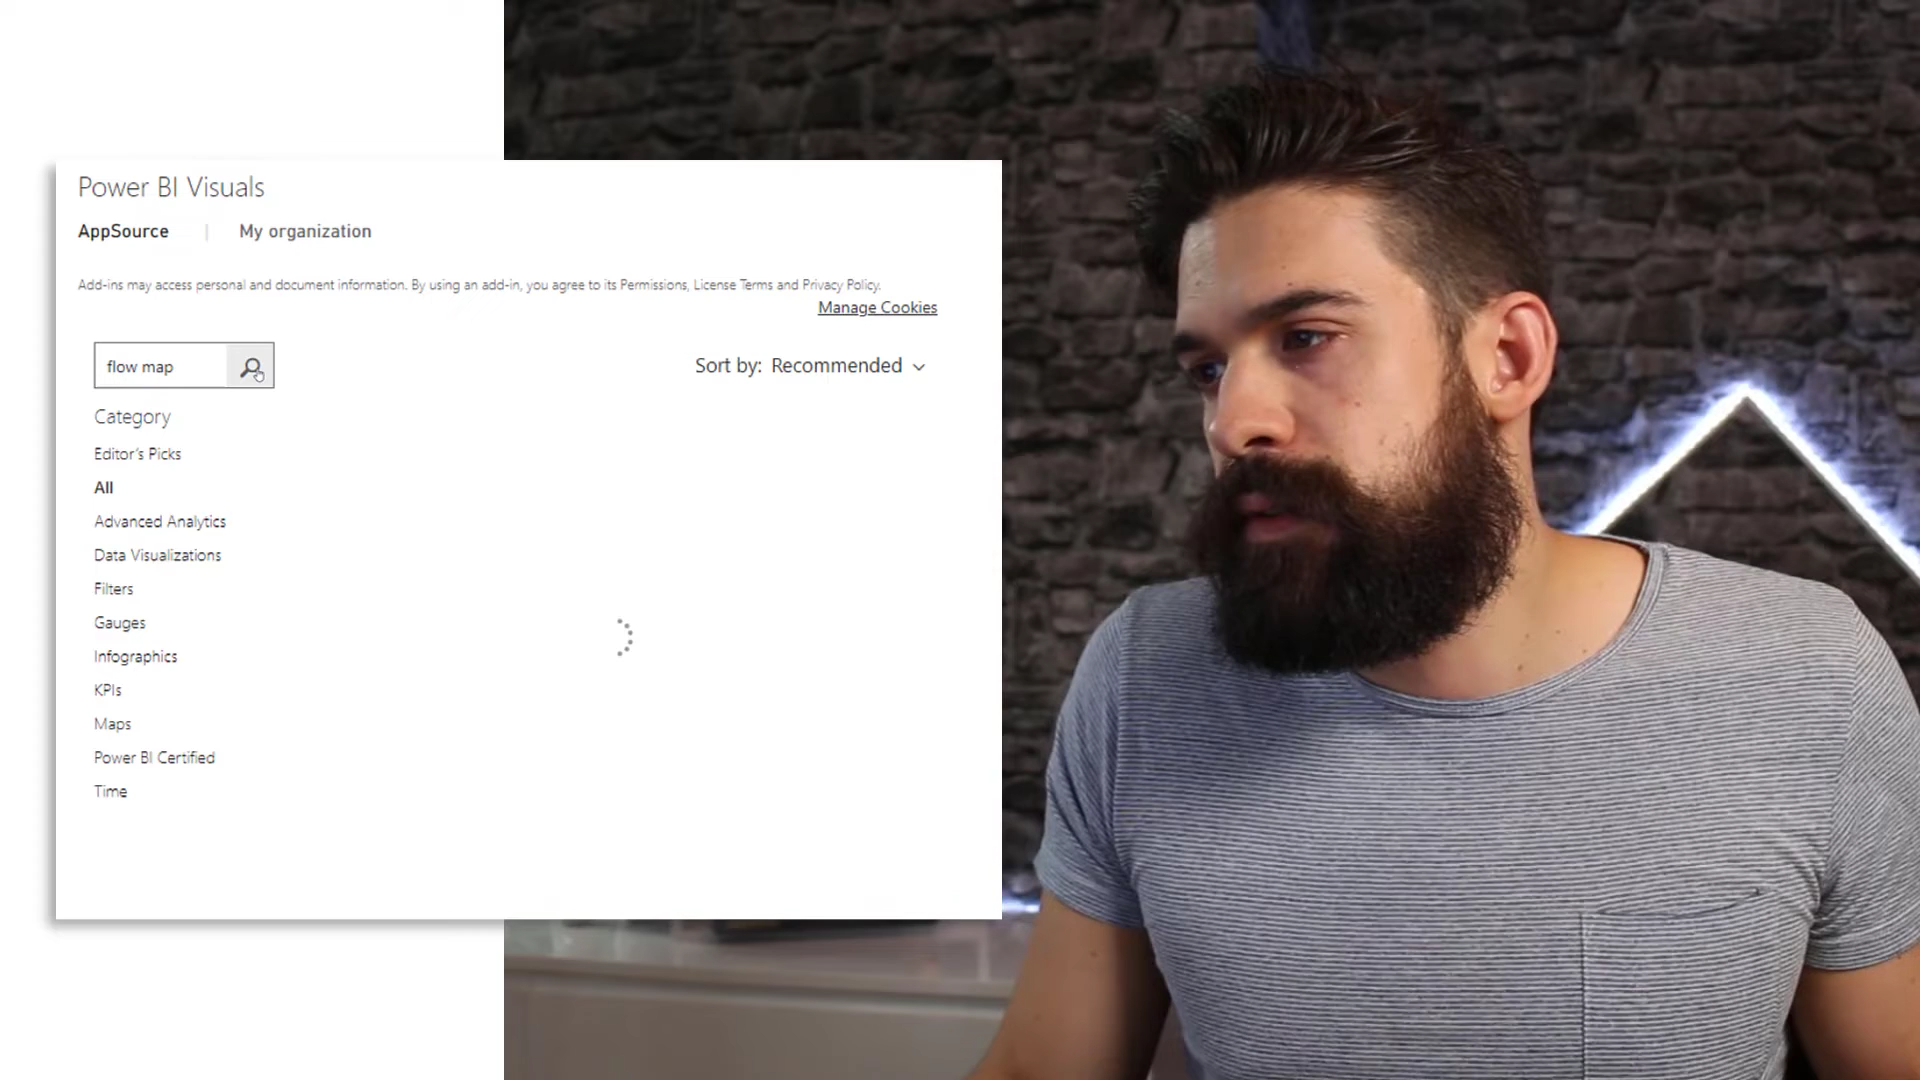 Power BI Visuals
AppSource | My organization
Add-ins may access personal and document information. By using an add-in, you agree to its Permissions, License Terms and Privacy Policy.
Manage Cookies
flow map
Sort by: Recommended
Category
Editor's Picks
All
Advanced Analytics
Data Visualizations
Filters
Gauges
Infographics
KPIs
Maps
Power BI Certified
Time